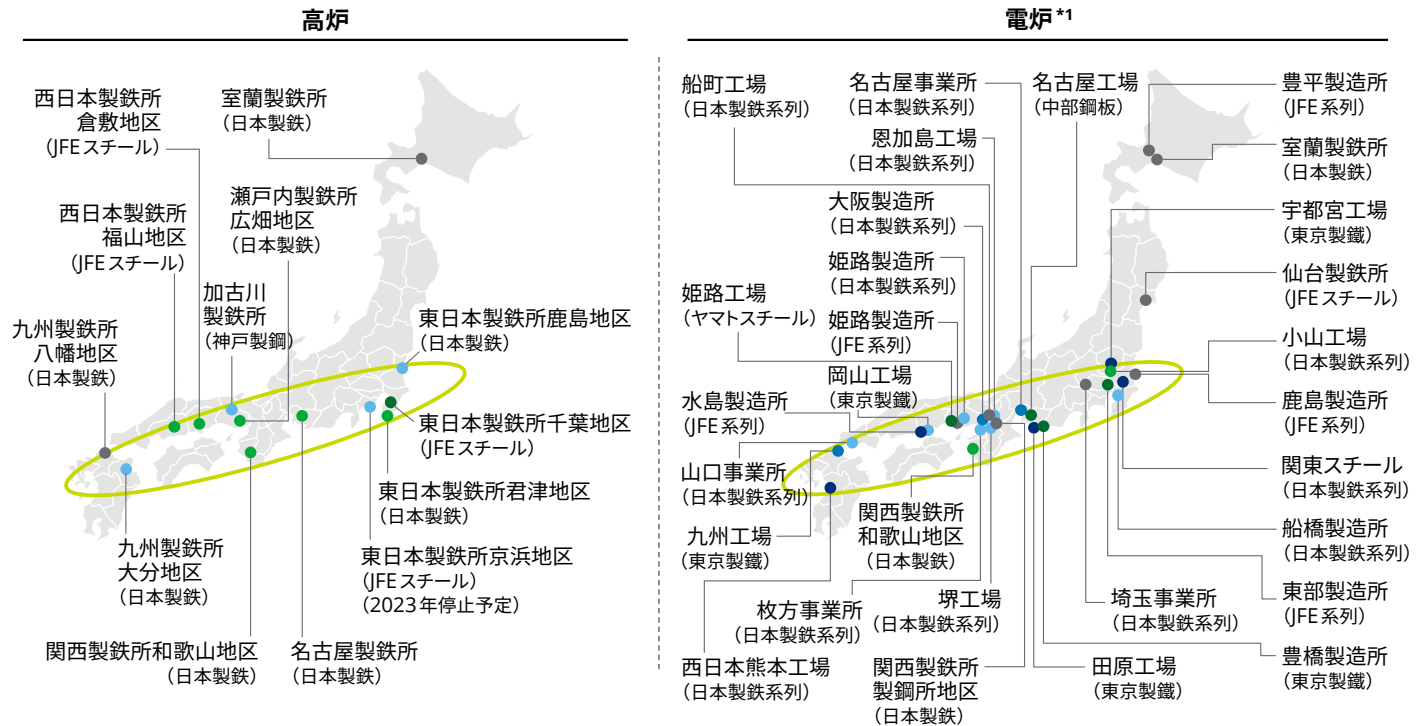 高炉
西日本製鉄所
倉敷地区
（JFEスチール）
室蘭製鉄所
（日本製鉄）
西日本製鉄所
福山地区
（JFEスチール）
瀬戸内製鉄所
広畑地区
（日本製鉄）
加古川
製鉄所
（神戸製鋼）
九州製鉄所
八幡地区
（日本製鉄）
東日本製鉄所鹿島地区
（日本製鉄）
東日本製鉄所千葉地区
（JFEスチール）
東日本製鉄所君津地区
（日本製鉄）
東日本製鉄所京浜地区
（JFEスチール）
（2023年停止予定）
九州製鉄所
大分地区
（日本製鉄）
関西製鉄所和歌山地区
（日本製鉄）
名古屋製鉄所
（日本製鉄）
電炉*1
船町工場
（日本製鉄系列）
名古屋事業所
（日本製鉄系列）
名古屋工場
（中部鋼板）
豊平製造所
（JFE系列）
恩加島工場
（日本製鉄系列）
室蘭製鉄所
（日本製鉄）
大阪製造所
（日本製鉄系列）
宇都宮工場
（東京製鐵）
姫路製造所
（日本製鉄系列）
仙台製鉄所
（JFEスチール）
姫路工場
（ヤマトスチール）
姫路製造所
（JFE系列）
小山工場
（日本製鉄系列）
岡山工場
（東京製鐵）
水島製造所
（JFE系列）
鹿島製造所
（JFE系列）
山口事業所
（日本製鉄系列）
関東スチール
（日本製鉄系列）
九州工場
（東京製鐵）
関西製鉄所
和歌山地区
（日本製鉄）
船橋製造所
（日本製鉄系列）
枚方事業所
（日本製鉄系列）
堺工場
（日本製鉄系列）
埼玉事業所
（日本製鉄系列）
東部製造所
（JFE系列）
西日本熊本工場
（日本製鉄系列）
関西製鉄所
製鋼所地区
（日本製鉄）
田原工場
（東京製鐵）
豊橋製造所
（東京製鐵）